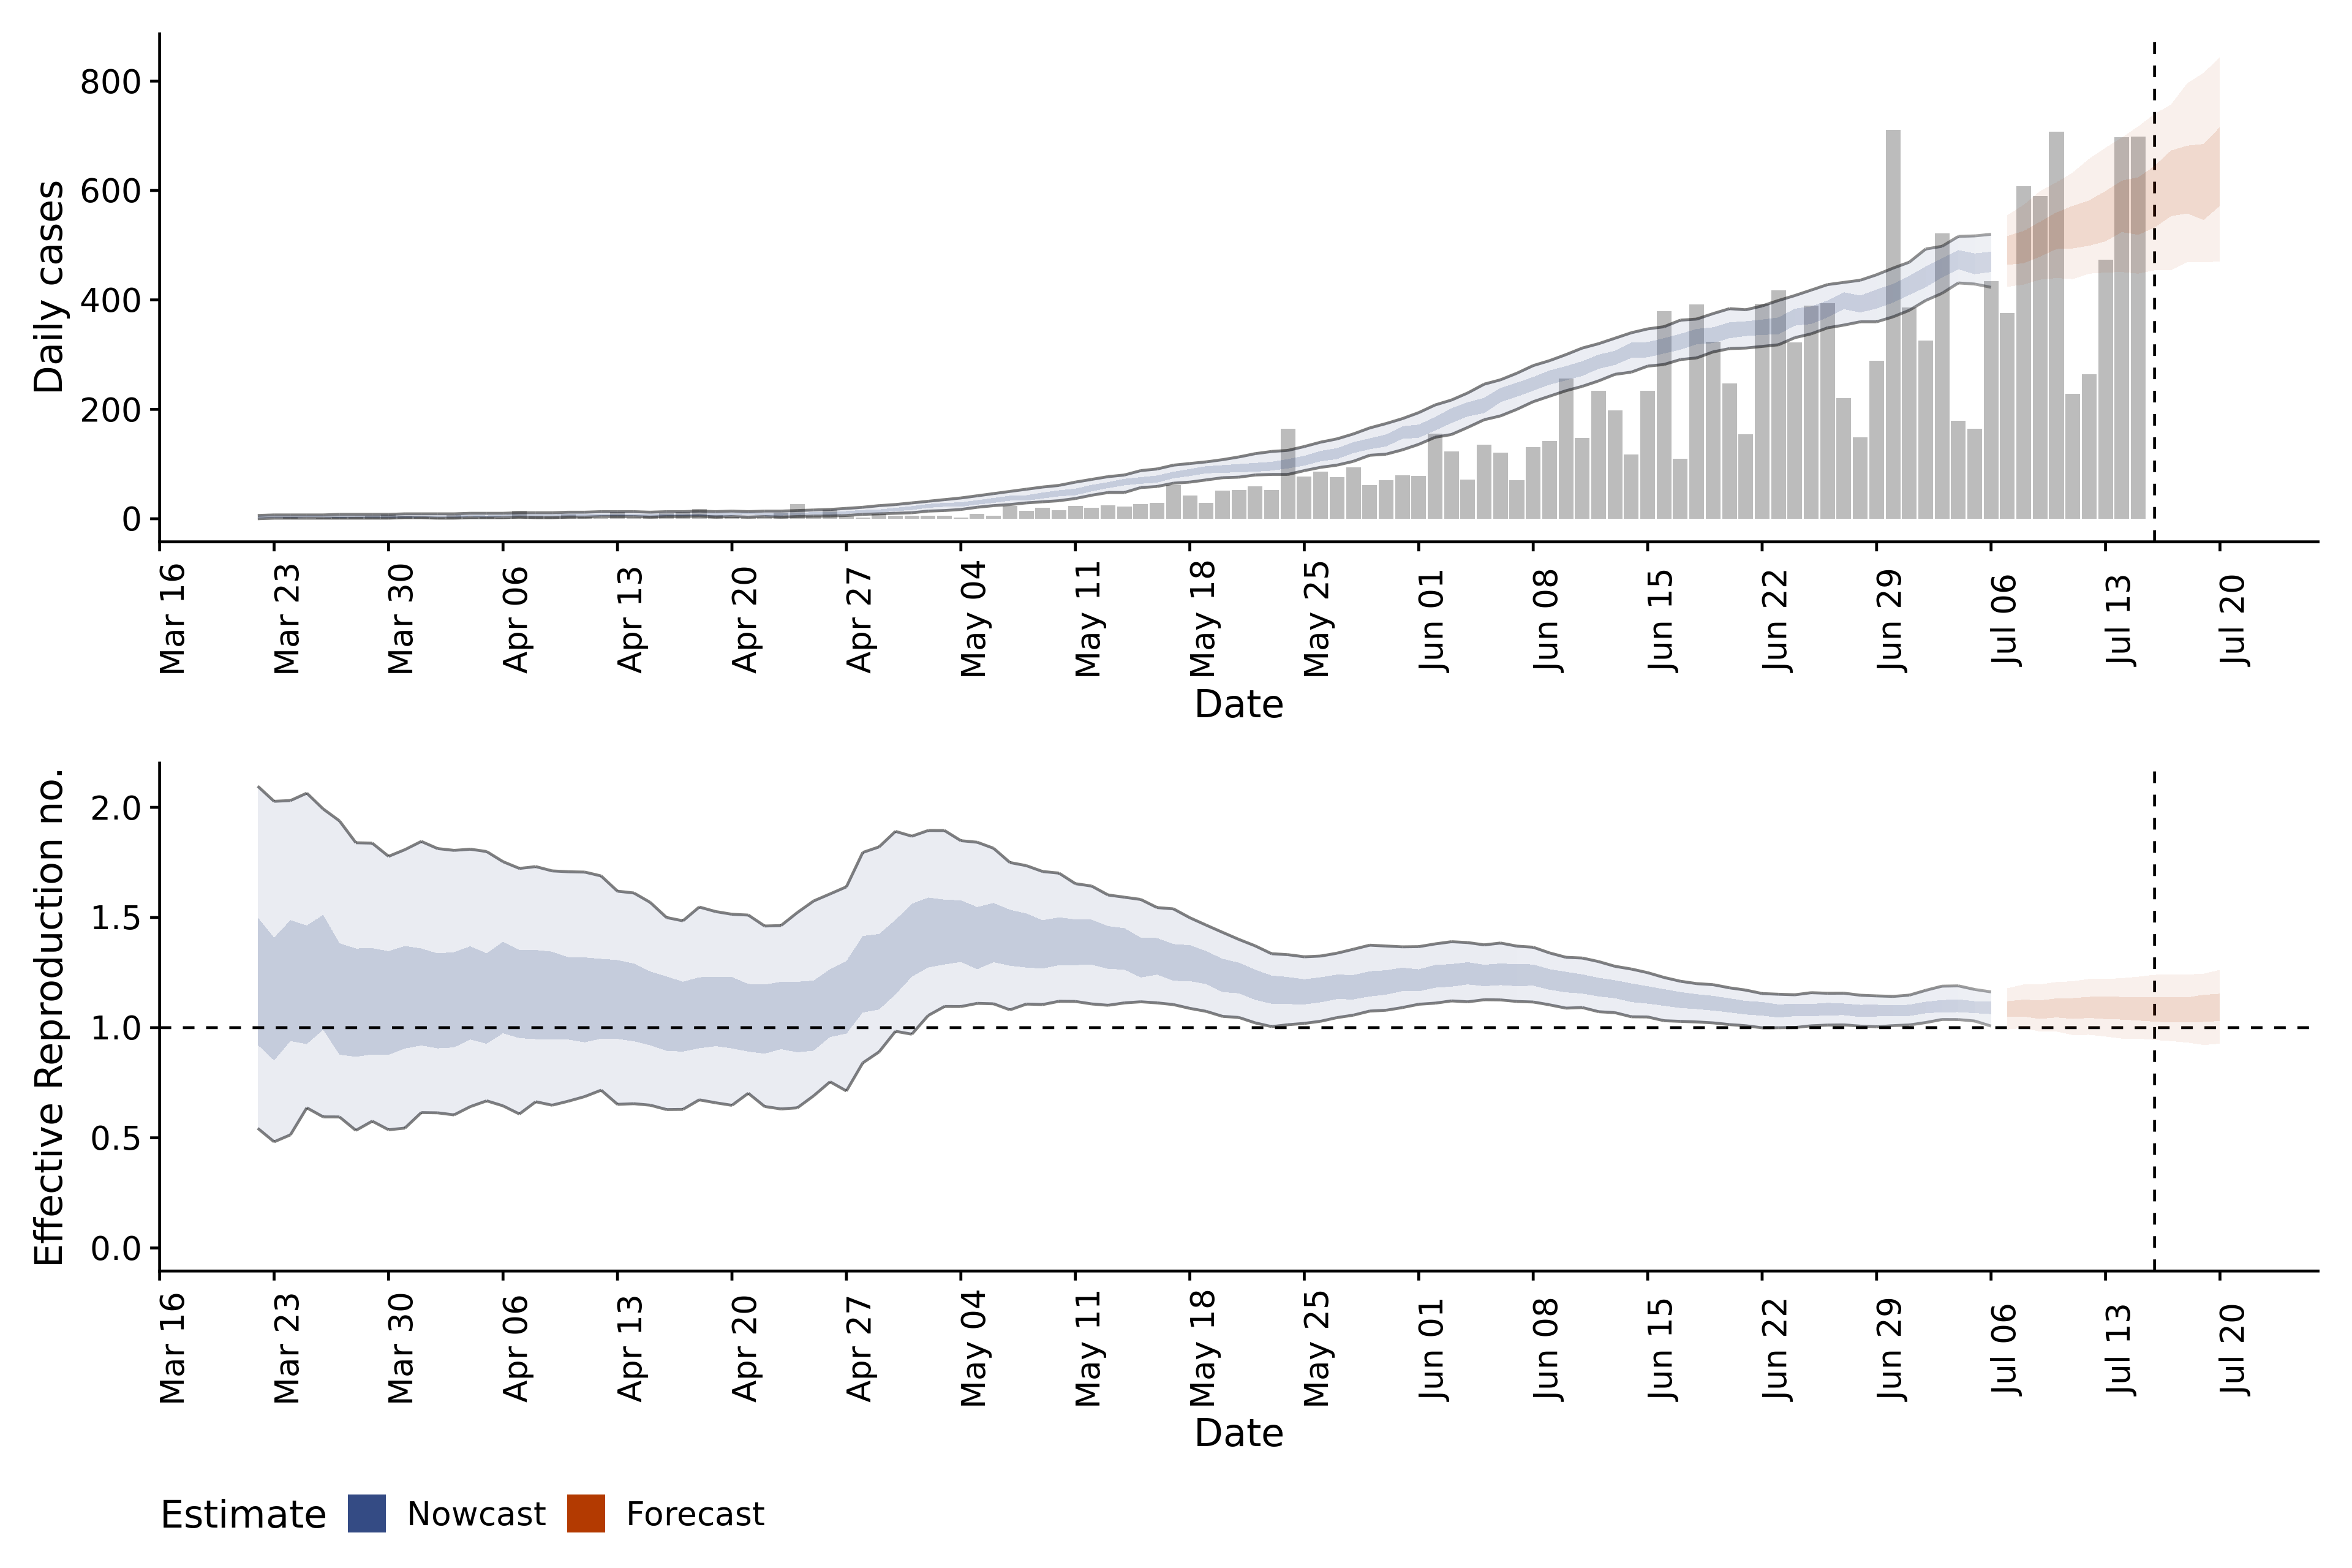 Daily cases
800
600
400
200
0
Mar 16
Mar 23
Mar 30
Apr 06
Apr 13
Apr 20
Apr 27
May 04
May 11
May 18
May 25
Jun 01
Jun 08
Jun 15
Jun 22
Jun 29
Jul 06
Jul 13
Jul 20
Date
Effective Reproduction no.
2.0
1.5
1.0
0.5
0.0
Mar 16
Mar 23
Mar 30
Apr 06
Apr 13
Apr 20
Apr 27
May 04
May 11
May 18
May 25
Jun 01
Jun 08
Jun 15
Jun 22
Jun 29
Jul 06
Jul 13
Jul 20
Date
Estimate Nowcast Forecast